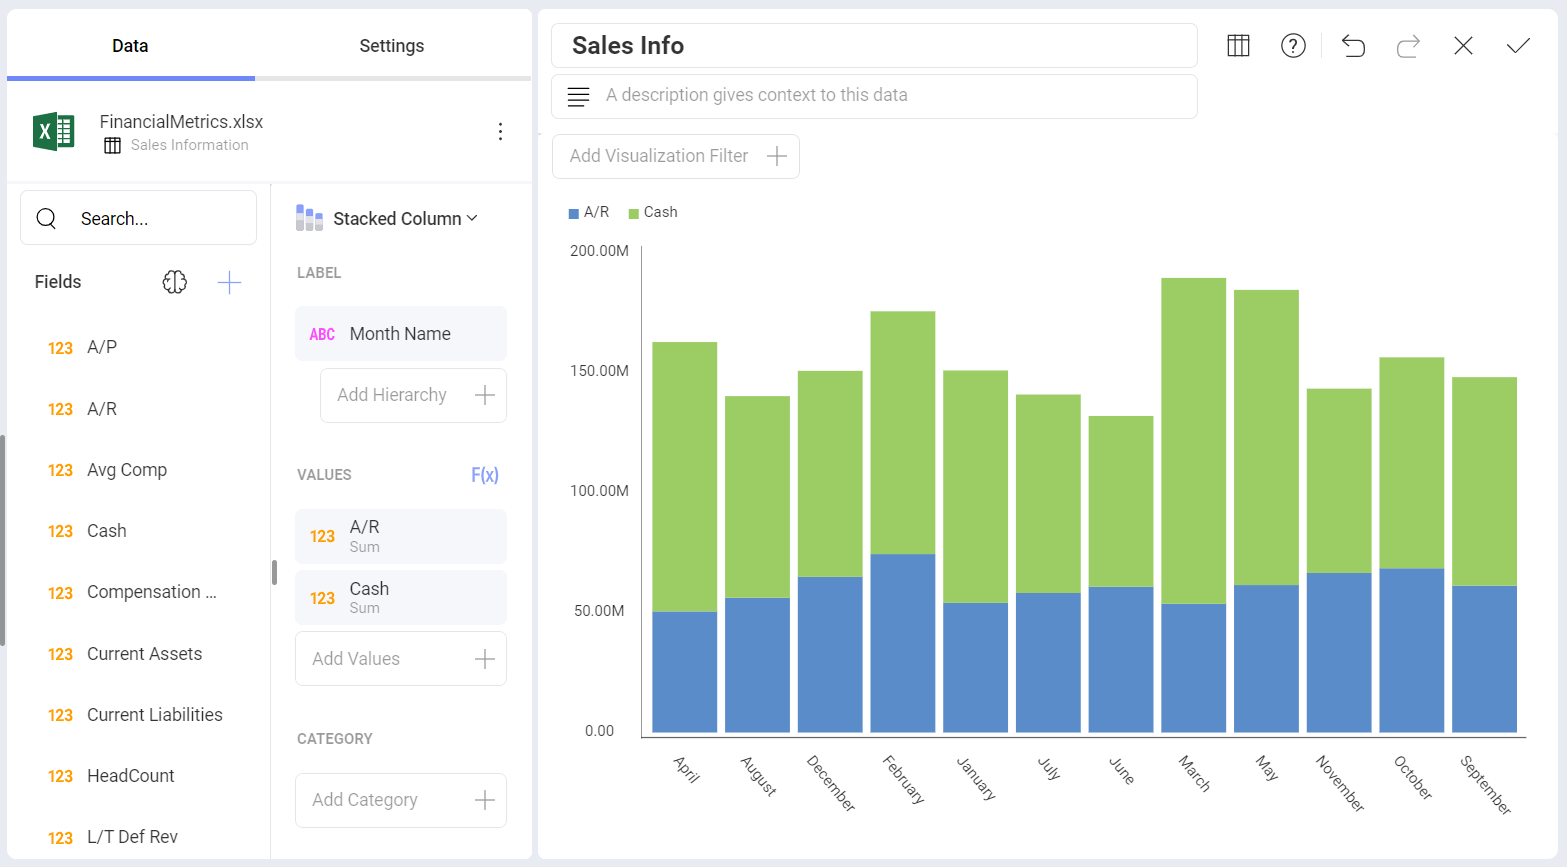 Data
Settings
FinancialMetrics.xlsx
Sales Information
Search...
Fields
123 A/P
123 A/R
123 Avg Comp
123 Cash
123 Compensation ...
123 Current Assets
123 Current Liabilities
123 HeadCount
123 L/T Def Rev
Stacked Column
LABEL
ABC Month Name
Add Hierarchy
VALUES F(x)
123 A/R
Sum
123 Cash
Sum
Add Values
CATEGORY
Add Category
Sales Info
A description gives context to this data
Add Visualization Filter
A/R Cash
200.00M
150.00M
100.00M
50.00M
0.00
April
August
December
February
January
July
June
March
May
November
October
September